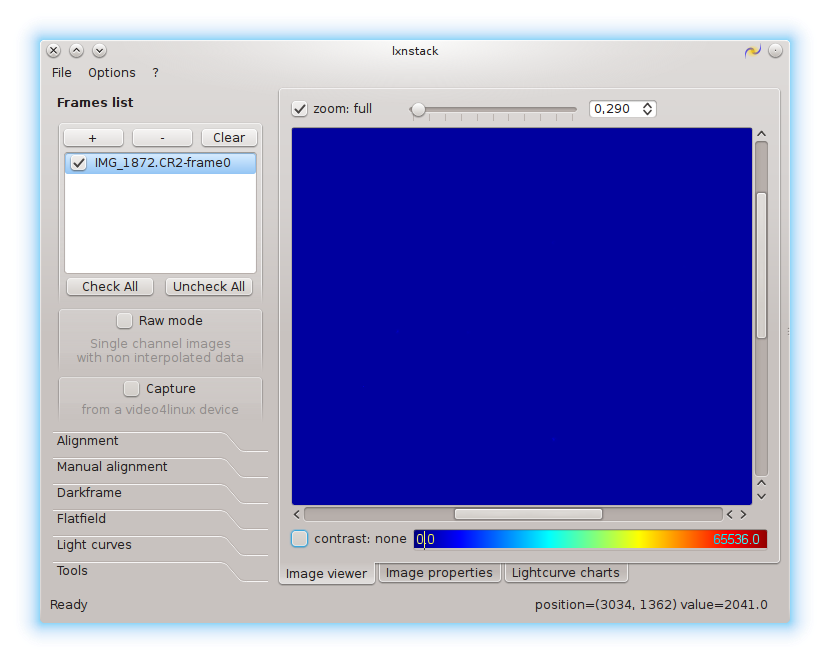 lxnstack
File Options ?
Frames list
+ - Clear
IMG_1872.CR2-frame0
Check All Uncheck All
Raw mode
Single channel images
with non interpolated data
Capture
from a video4linux device
Alignment
Manual alignment
Darkframe
Flatfield
Light curves
Tools
zoom: full 0,290
contrast: none 0.0 65536.0
Image viewer Image properties Lightcurve charts
Ready position=(3034, 1362) value=2041.0